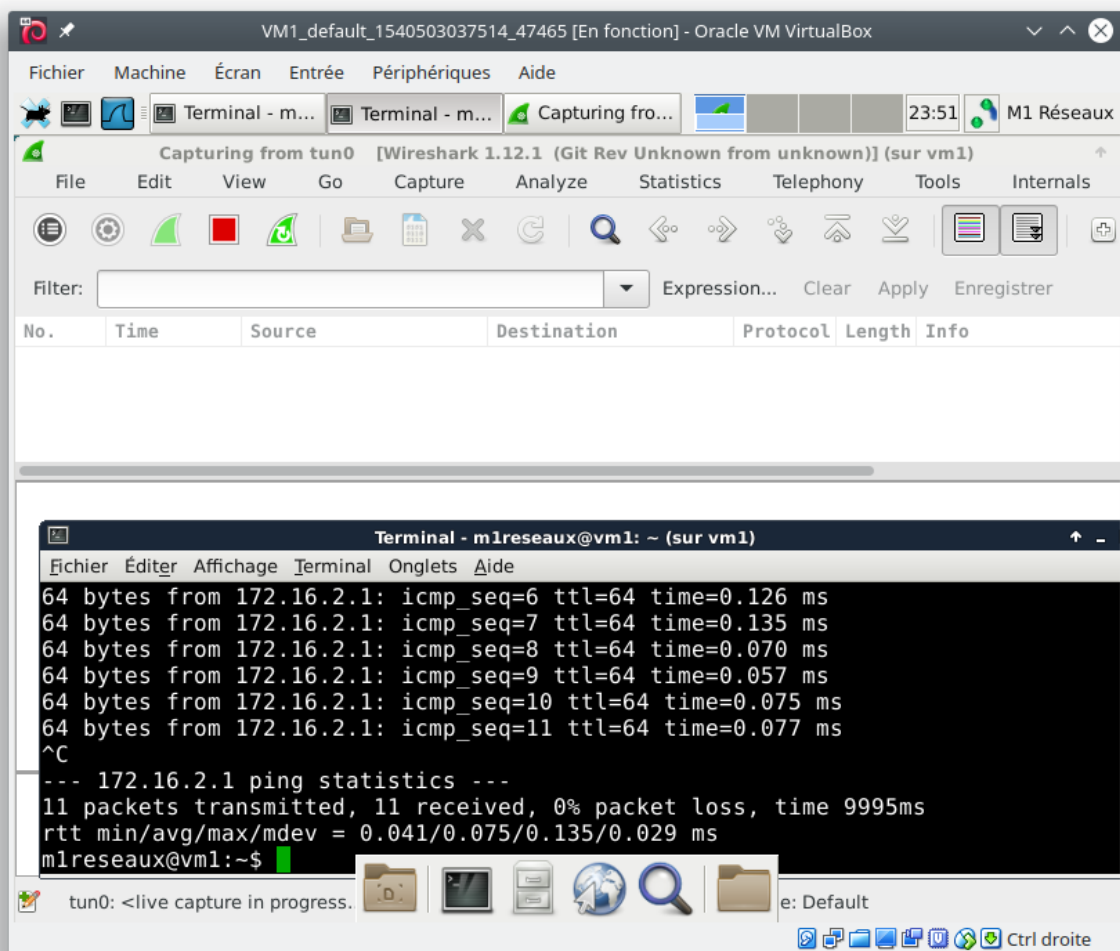 VM1_default_1540503037514_47465 [En fonction] - Oracle VM VirtualBox
Fichier Machine Écran Entrée Périphériques Aide
Terminal - m... Terminal - m... Capturing fro... 23:51 M1 Réseaux
Capturing from tun0 [Wireshark 1.12.1 (Git Rev Unknown from unknown)] (sur vm1)
File Edit View Go Capture Analyze Statistics Telephony Tools Internals
Filter: Expression... Clear Apply Enregistrer
No. Time Source Destination Protocol Length Info
Terminal - m1reseaux@vm1: ~ (sur vm1)
Fichier Éditer Affichage Terminal Onglets Aide
64 bytes from 172.16.2.1: icmp_seq=6 ttl=64 time=0.126 ms
64 bytes from 172.16.2.1: icmp_seq=7 ttl=64 time=0.135 ms
64 bytes from 172.16.2.1: icmp_seq=8 ttl=64 time=0.070 ms
64 bytes from 172.16.2.1: icmp_seq=9 ttl=64 time=0.057 ms
64 bytes from 172.16.2.1: icmp_seq=10 ttl=64 time=0.075 ms
64 bytes from 172.16.2.1: icmp_seq=11 ttl=64 time=0.077 ms
^C
--- 172.16.2.1 ping statistics ---
11 packets transmitted, 11 received, 0% packet loss, time 9995ms
rtt min/avg/max/mdev = 0.041/0.075/0.135/0.029 ms
m1reseaux@vm1:~$
tun0: <live capture in progress. e: Default
Ctrl droite